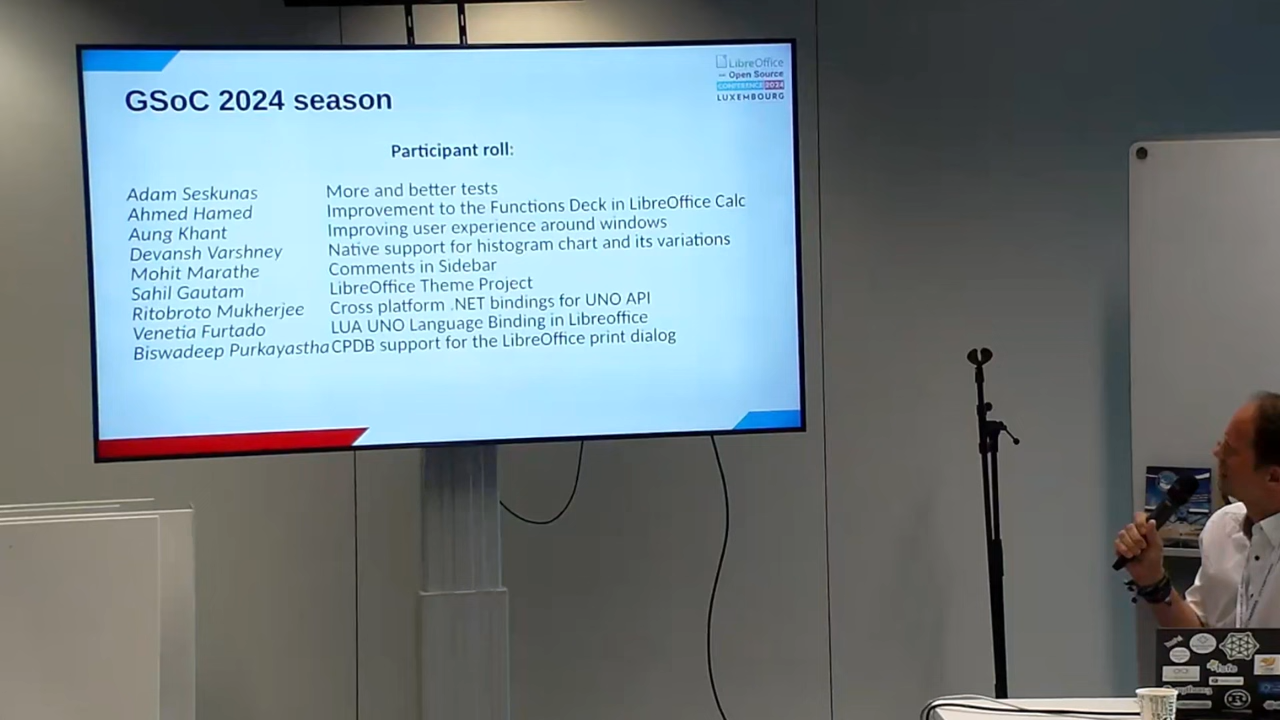 LibreOffice
Open Source
CONFERENCE 2024
LUXEMBOURG
GSoC 2024 season
Participant roll:
Adam Seskunas More and better tests
Ahmed Hamed Improvement to the Functions Deck in LibreOffice Calc
Aung Khant Improving user experience around windows
Devansh Varshney Native support for histogram chart and its variations
Mohit Marathe Comments in Sidebar
Sahil Gautam LibreOffice Theme Project
Ritobroto Mukherjee Cross platform .NET bindings for UNO API
Venetia Furtado LUA UNO Language Binding in Libreoffice
Biswadeep Purkayastha CPDB support for the LibreOffice print dialog